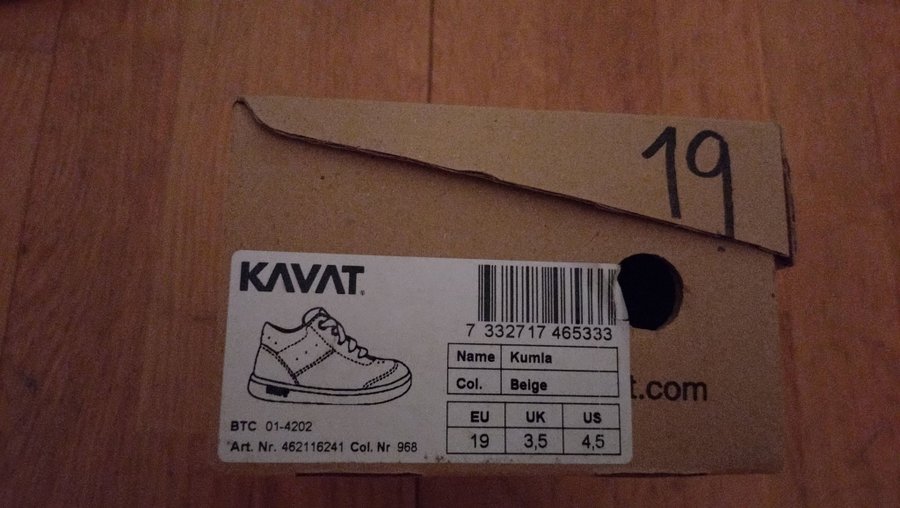 19
KAVAT
7 332717 465333
Name Kumla
Col. Beige
t.com
EU UK US
19 3,5 4,5
BTC 01-4202
Art. Nr. 462116241 Col. Nr 968